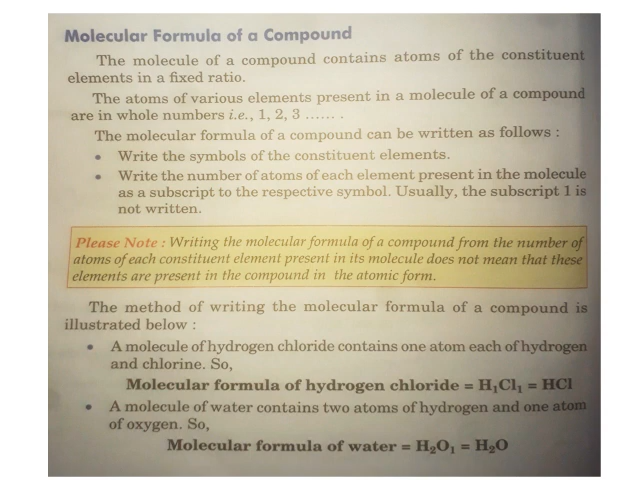 Molecular Formula of a Compound
The molecule of a compound contains atoms of the constituent
elements in a fixed ratio.
The atoms of various elements present in a molecule of a compound
are in whole numbers i.e., 1, 2, 3 ...... .
The molecular formula of a compound can be written as follows :
• Write the symbols of the constituent elements.
• Write the number of atoms of each element present in the molecule
as a subscript to the respective symbol. Usually, the subscript 1 is
not written.
Please Note : Writing the molecular formula of a compound from the number of
atoms of each constituent element present in its molecule does not mean that these
elements are present in the compound in the atomic form.
The method of writing the molecular formula of a compound is
illustrated below :
• A molecule of hydrogen chloride contains one atom each of hydrogen
and chlorine. So,
Molecular formula of hydrogen chloride = H₁Cl₁ = HCl
• A molecule of water contains two atoms of hydrogen and one atom
of oxygen. So,
Molecular formula of water = H₂O₁ = H₂O